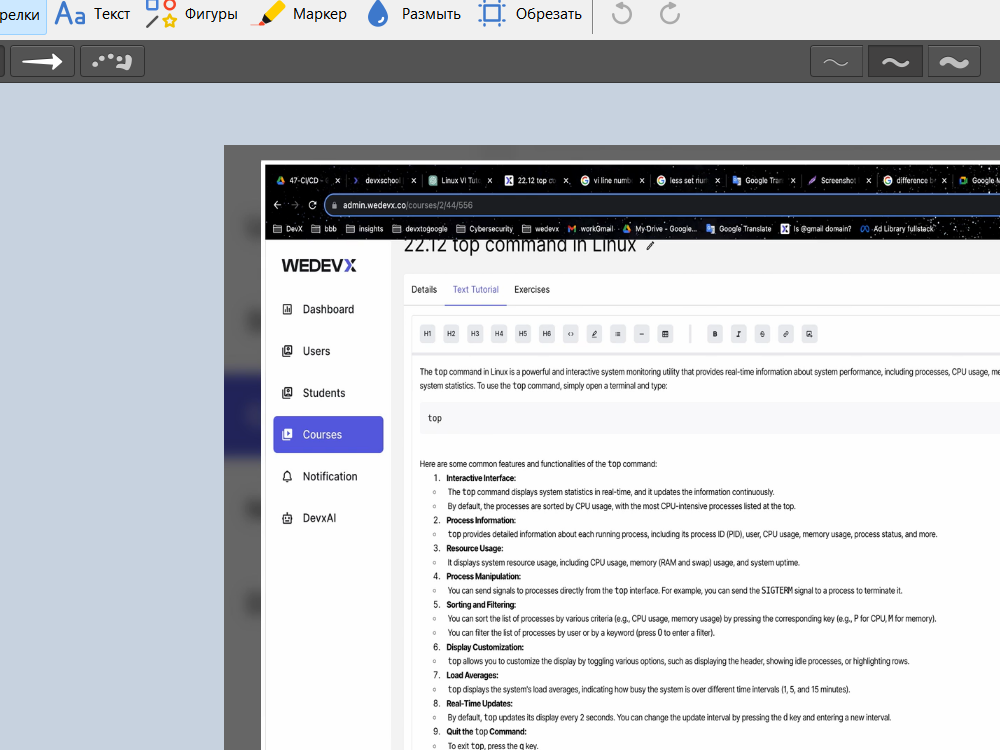 релки Текст Фигуры Маркер Размыть Обрезать
47-CI/CD - devxschool Linux VI Tuto 22.12 top co vi line numb less set nu Google Tran Screenshot difference b Google M
admin.wedevx.co/courses/2/44/556
DevX bbb insights devxtogoogle Cybersecurity wedevx workGmail My Drive - Google... Google Translate Is @gmail domain? Ad Library fullstack
22.12 top command in Linux
WEDEVX
Details Text Tutorial Exercises
Dashboard
H1 H2 H3 H4 H5 H6 B I S
Users
The top command in Linux is a powerful and interactive system monitoring utility that provides real-time information about system performance, including processes, CPU usage, me
system statistics. To use the top command, simply open a terminal and type:
Students
top
Courses
Here are some common features and functionalities of the top command:
Notification
1. Interactive Interface:
The top command displays system statistics in real-time, and it updates the information continuously.
By default, the processes are sorted by CPU usage, with the most CPU-intensive processes listed at the top.
DevxAI
2. Process Information:
top provides detailed information about each running process, including its process ID (PID), user, CPU usage, memory usage, process status, and more.
3. Resource Usage:
It displays system resource usage, including CPU usage, memory (RAM and swap) usage, and system uptime.
4. Process Manipulation:
You can send signals to processes directly from the top interface. For example, you can send the SIGTERM signal to a process to terminate it.
5. Sorting and Filtering:
You can sort the list of processes by various criteria (e.g., CPU usage, memory usage) by pressing the corresponding key (e.g., P for CPU, M for memory).
You can filter the list of processes by user or by a keyword (press O to enter a filter).
6. Display Customization:
top allows you to customize the display by toggling various options, such as displaying the header, showing idle processes, or highlighting rows.
7. Load Averages:
top displays the system's load averages, indicating how busy the system is over different time intervals (1, 5, and 15 minutes).
8. Real-Time Updates:
By default, top updates its display every 2 seconds. You can change the update interval by pressing the d key and entering a new interval.
9. Quit the top Command:
To exit top, press the q key.